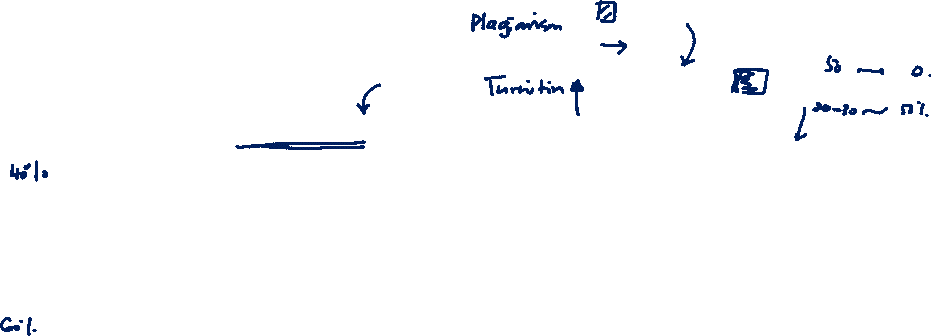 Plagiarism
Turnitin
50 — 0.
20-30 ~ 50%.
40%
60%.